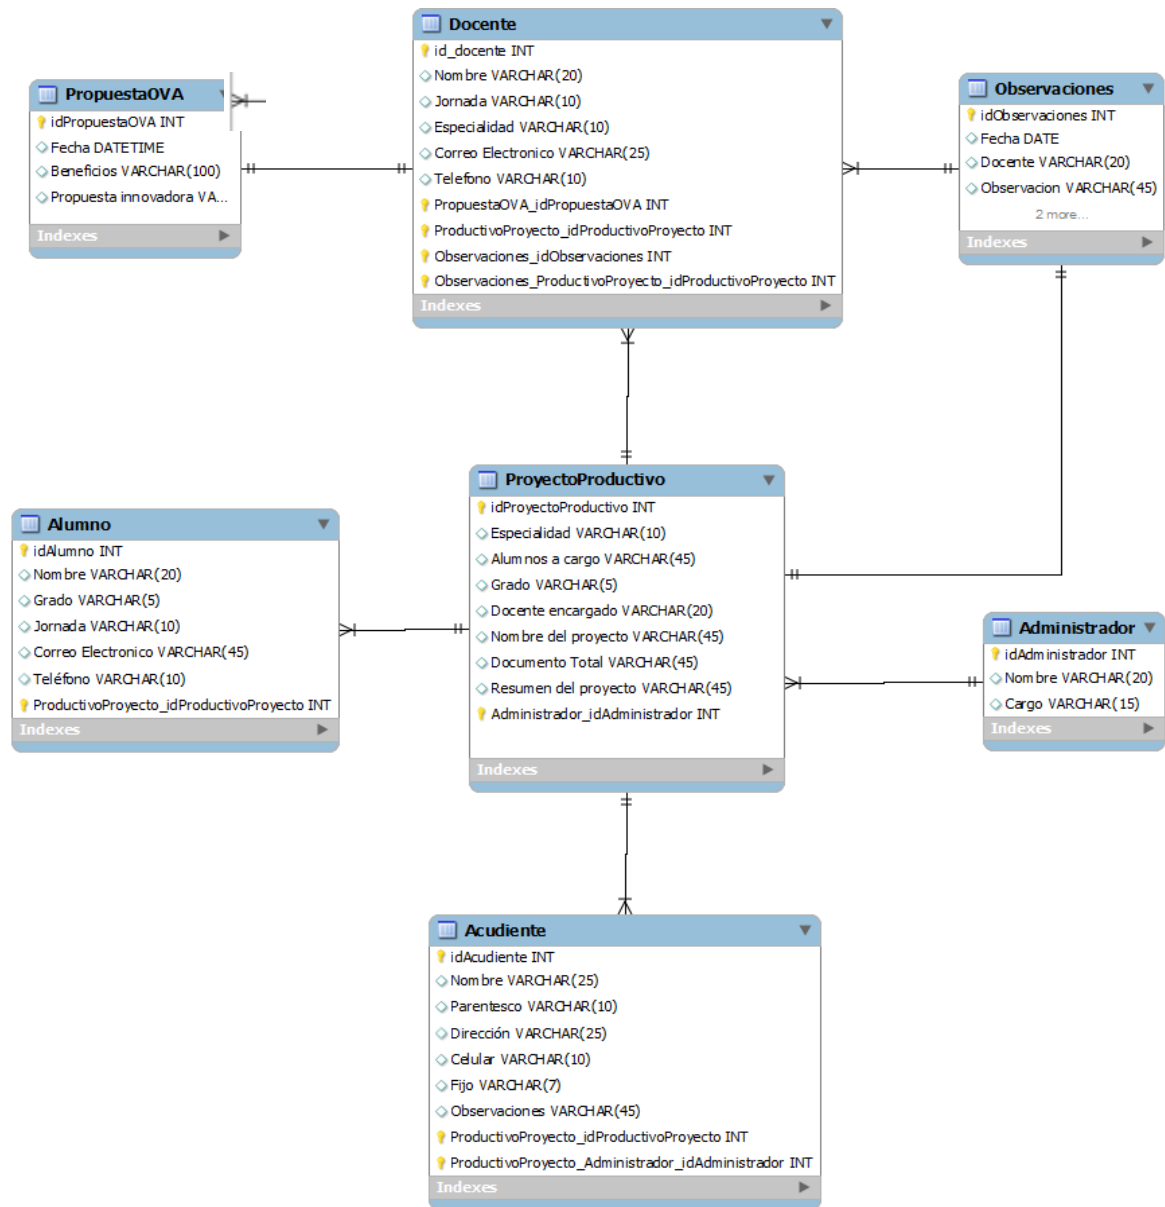 Docente
id_docente INT
Nombre VARCHAR(20)
Jornada VARCHAR(10)
Especialidad VARCHAR(10)
Correo Electronico VARCHAR(25)
Telefono VARCHAR(10)
PropuestaOVA_idPropuestaOVA INT
ProductivoProyecto_idProductivoProyecto INT
Observaciones_idObservaciones INT
Observaciones_ProductivoProyecto_idProductivoProyecto INT
Indexes
PropuestaOVA
idPropuestaOVA INT
Fecha DATETIME
Beneficios VARCHAR(100)
Propuesta innovadora VA...
Indexes
Observaciones
idObservaciones INT
Fecha DATE
Docente VARCHAR(20)
Observacion VARCHAR(45)
2 more...
Indexes
ProyectoProductivo
idProyectoProductivo INT
Especialidad VARCHAR(10)
Alumnos a cargo VARCHAR(45)
Grado VARCHAR(5)
Docente encargado VARCHAR(20)
Nombre del proyecto VARCHAR(45)
Documento Total VARCHAR(45)
Resumen del proyecto VARCHAR(45)
Administrador_idAdministrador INT
Indexes
Alumno
idAlumno INT
Nombre VARCHAR(20)
Grado VARCHAR(5)
Jornada VARCHAR(10)
Correo Electronico VARCHAR(45)
Teléfono VARCHAR(10)
ProductivoProyecto_idProductivoProyecto INT
Indexes
Administrador
idAdministrador INT
Nombre VARCHAR(20)
Cargo VARCHAR(15)
Indexes
Acudiente
idAcudiente INT
Nombre VARCHAR(25)
Parentesco VARCHAR(10)
Dirección VARCHAR(25)
Celular VARCHAR(10)
Fijo VARCHAR(7)
Observaciones VARCHAR(45)
ProductivoProyecto_idProductivoProyecto INT
ProductivoProyecto_Administrador_idAdministrador INT
Indexes